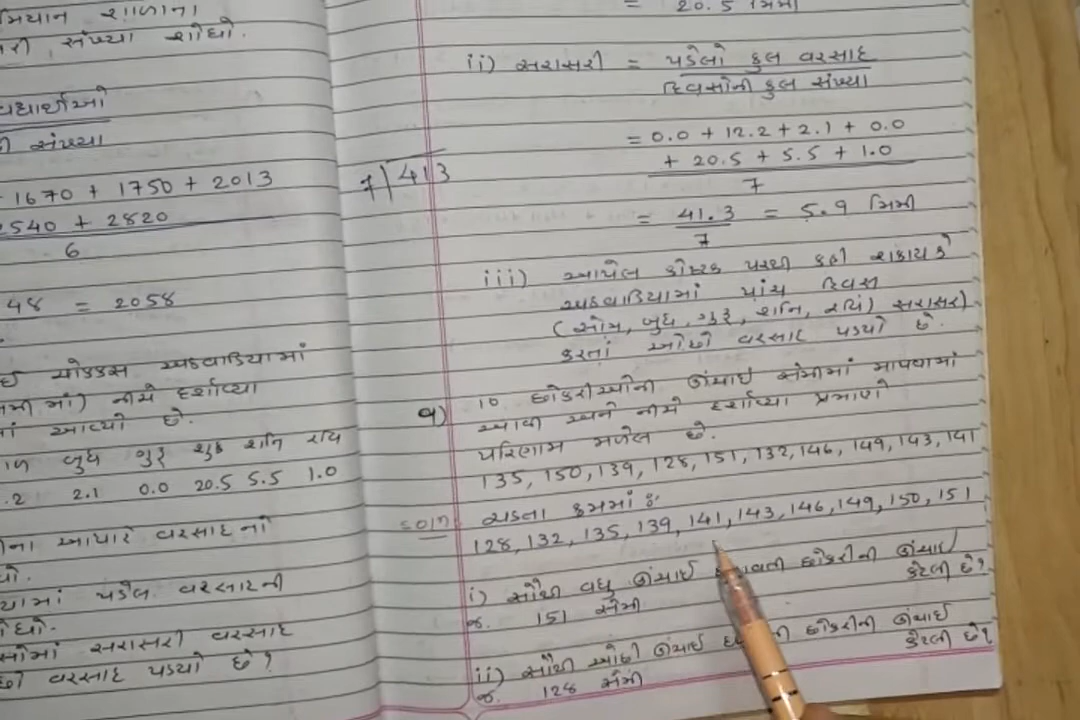 મિયાન શાળાના
રી સંખ્યા શોધો.
વિદ્યાર્થીઓ
ી સંખ્યા
1670 + 1750 + 2013
2540 + 2820
6
48 = 2058
ચોક્કસ અઠવાડિયામાં
મી માં) નીચે દર્શાવ્યા
આવ્યો છે.
બુધ ગુરુ શુક્ર શનિ રવિ
.2 2.1 0.0 20.5 5.5 1.0
ના આધારે વરસાદનો
યો.
યામાં પડેલ વરસાદની
ોધો.
સોમાં સરાસરી વરસાદ
છો વરસાદ પડ્યો છે?
= 20.5 મિમી
ii) સરાસરી = પડેલો કુલ વરસાદ
દિવસોની કુલ સંખ્યા
= 0.0 + 12.2 + 2.1 + 0.0
+ 20.5 + 5.5 + 1.0
7
7) 413
= 41.3 = 5.9 મિમી
7
iii) આપેલ કોષ્ટક પરથી કહી શકાય કે
અઠવાડિયામાં પાંચ દિવસ
(સોમ, બુધ, ગુરુ, શનિ, રવિ) સરાસરી
કરતાં ઓછો વરસાદ પડ્યો છે.
9) 10 છોકરીઓની ઊંચાઈ સેમીમાં માપવામાં
આવી અને નીચે દર્શાવ્યા પ્રમાણે
પરિણામ મળેલ છે.
135, 150, 139, 128, 151, 132, 146, 149, 143, 141
soln ચડતા ક્રમમાં :
128, 132, 135, 139, 141, 143, 146, 149, 150, 151
i) સૌથી વધુ ઊંચાઈ ધરાવતી છોકરીની ઊંચાઈ
કેટલી છે?
જ. 151 સેમી
ii) સૌથી ઓછી ઊંચાઈ છોકરીની ઊંચાઈ
કેટલી છે?
જ. 128 સેમી